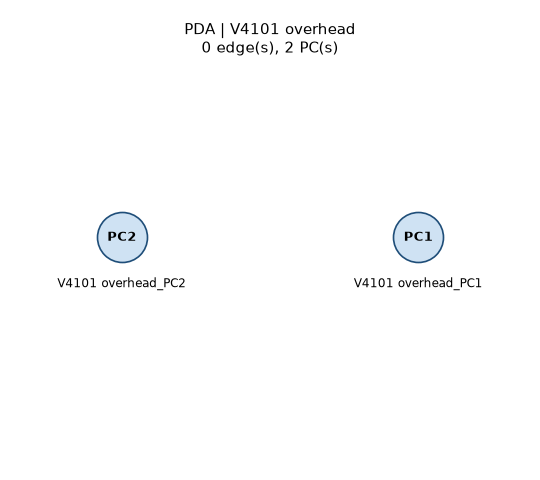 PDA | V4101 overhead
0 edge(s), 2 PC(s)
PC2
PC1
V4101 overhead_PC2
V4101 overhead_PC1